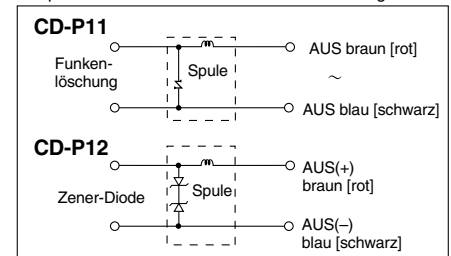 CD-P11
Funken-
löschung
Spule
AUS braun [rot]
~
AUS blau [schwarz]
CD-P12
Zener-Diode
Spule
AUS(+)
braun [rot]
AUS(–)
blau [schwarz]